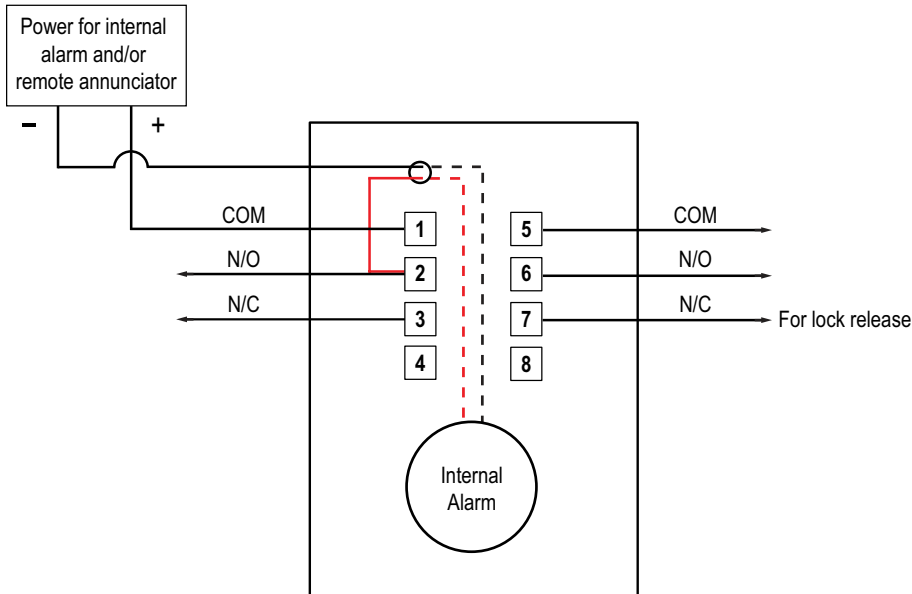 Power for internal
alarm and/or
remote annunciator
– +
COM
N/O
N/C
1
2
3
4
5
6
7
8
COM
N/O
N/C
For lock release
Internal
Alarm